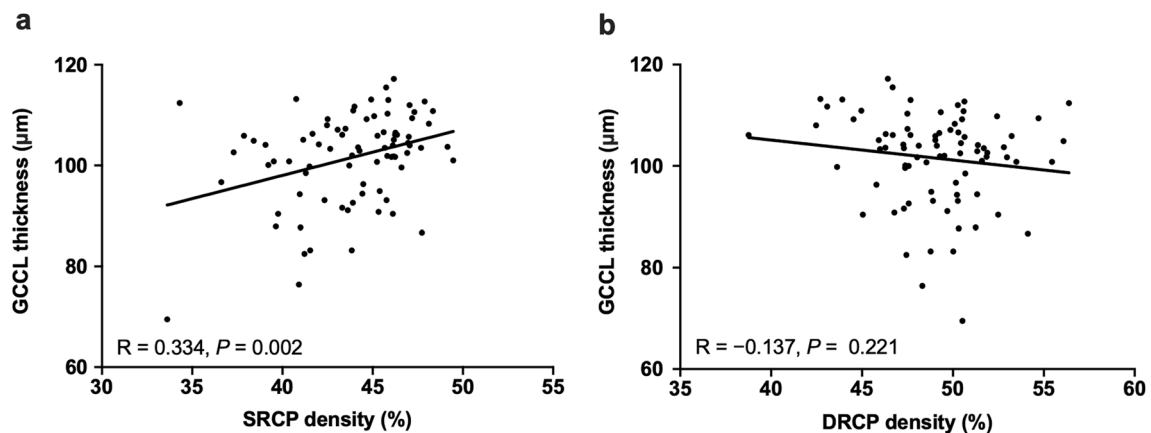 a
GCCL thickness (μm)
120
100
80
60
R = 0.334, P = 0.002
30 35 40 45 50 55
SRCP density (%)
b
GCCL thickness (μm)
120
100
80
60
R = −0.137, P = 0.221
35 40 45 50 55 60
DRCP density (%)